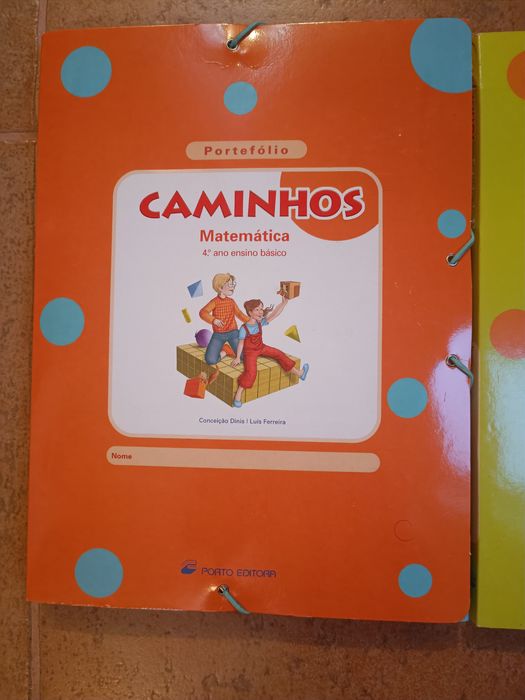 Portefólio
CAMINHOS
Matemática
4.º ano ensino básico
Conceição Dinis | Luís Ferreira
Nome
PORTO EDITORA